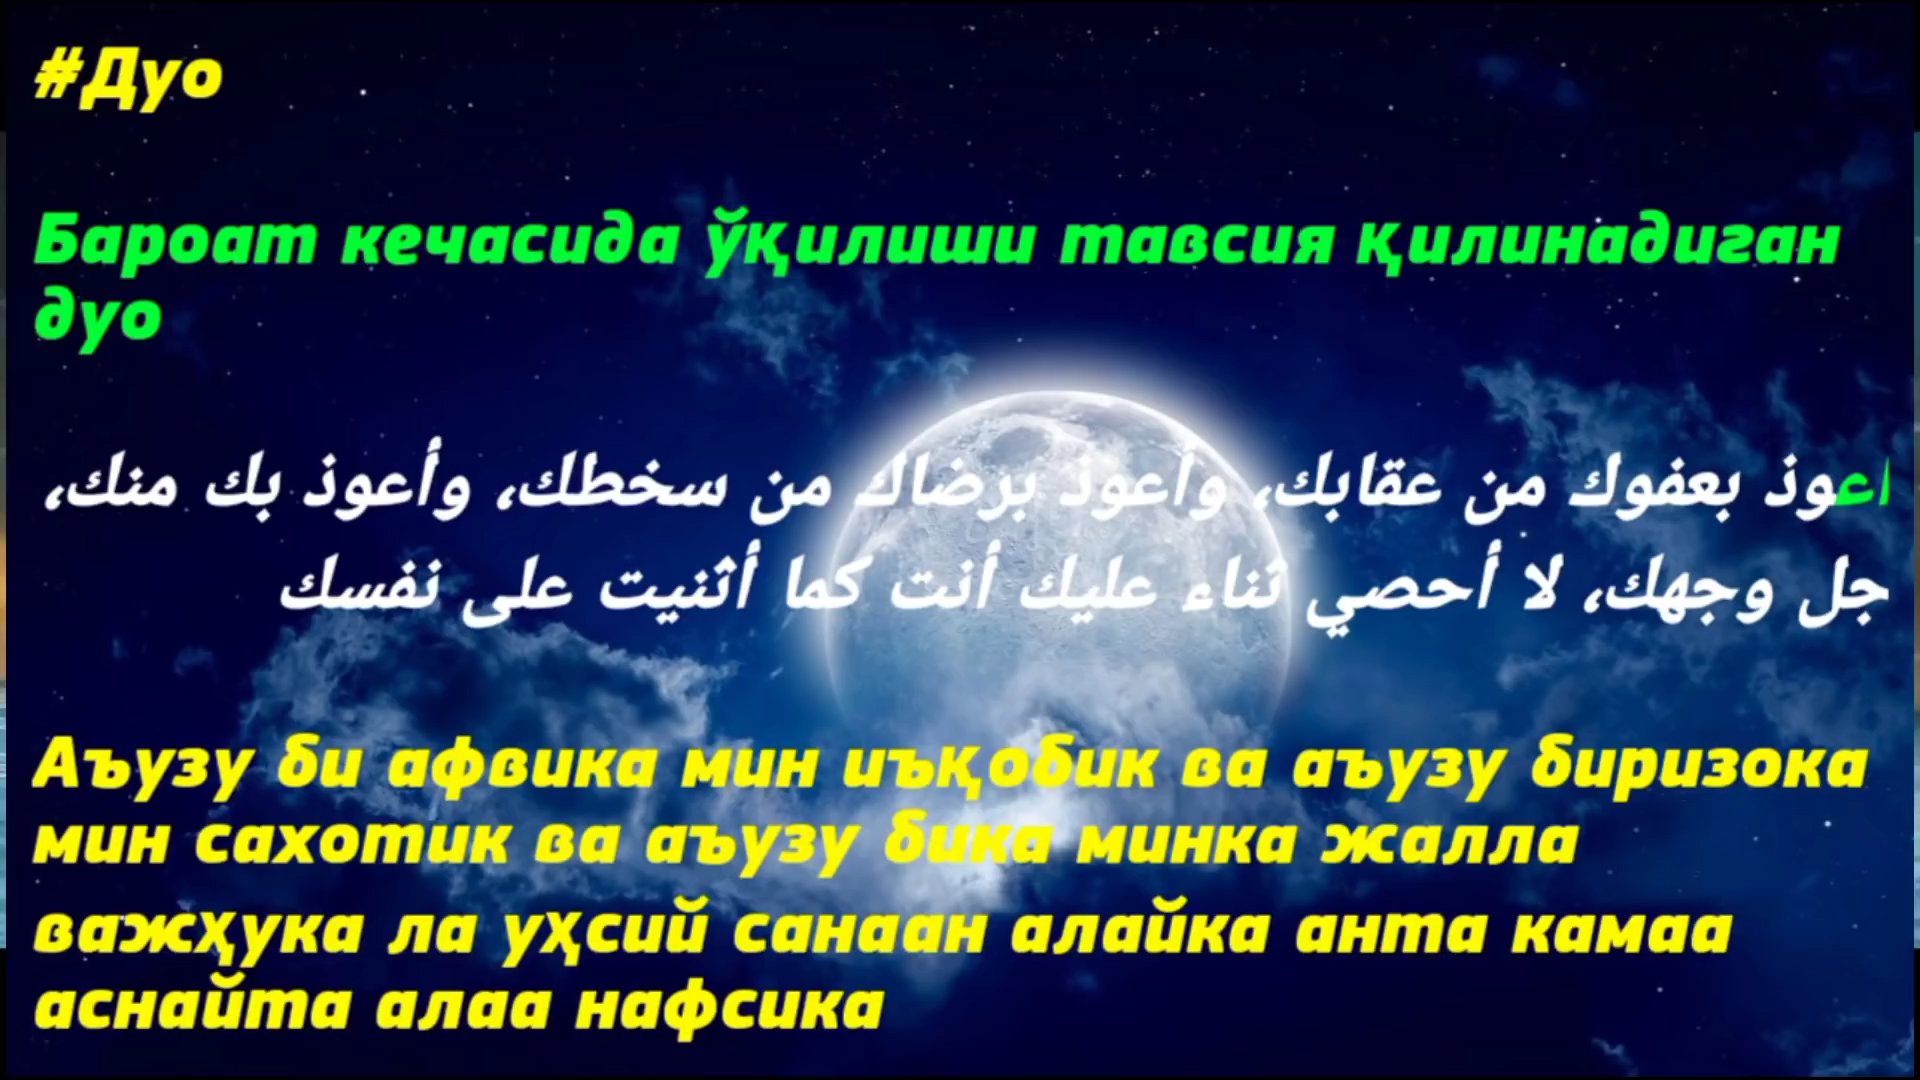 #Дуо
Бароат кечасида ўқилиши тавсия қилинадиган
дуо
اعوذ بعفوك من عقابك، وأعوذ برضاك من سخطك، وأعوذ بك منك،
جل وجهك، لا أحصي ثناء عليك أنت كما أثنيت على نفسك
Аъузу би афвика мин иъқобик ва аъузу биризока
мин сахотик ва аъузу бика минка жалла
важҳука ла уҳсий санаан алайка анта камаа
аснайта алаа нафсика